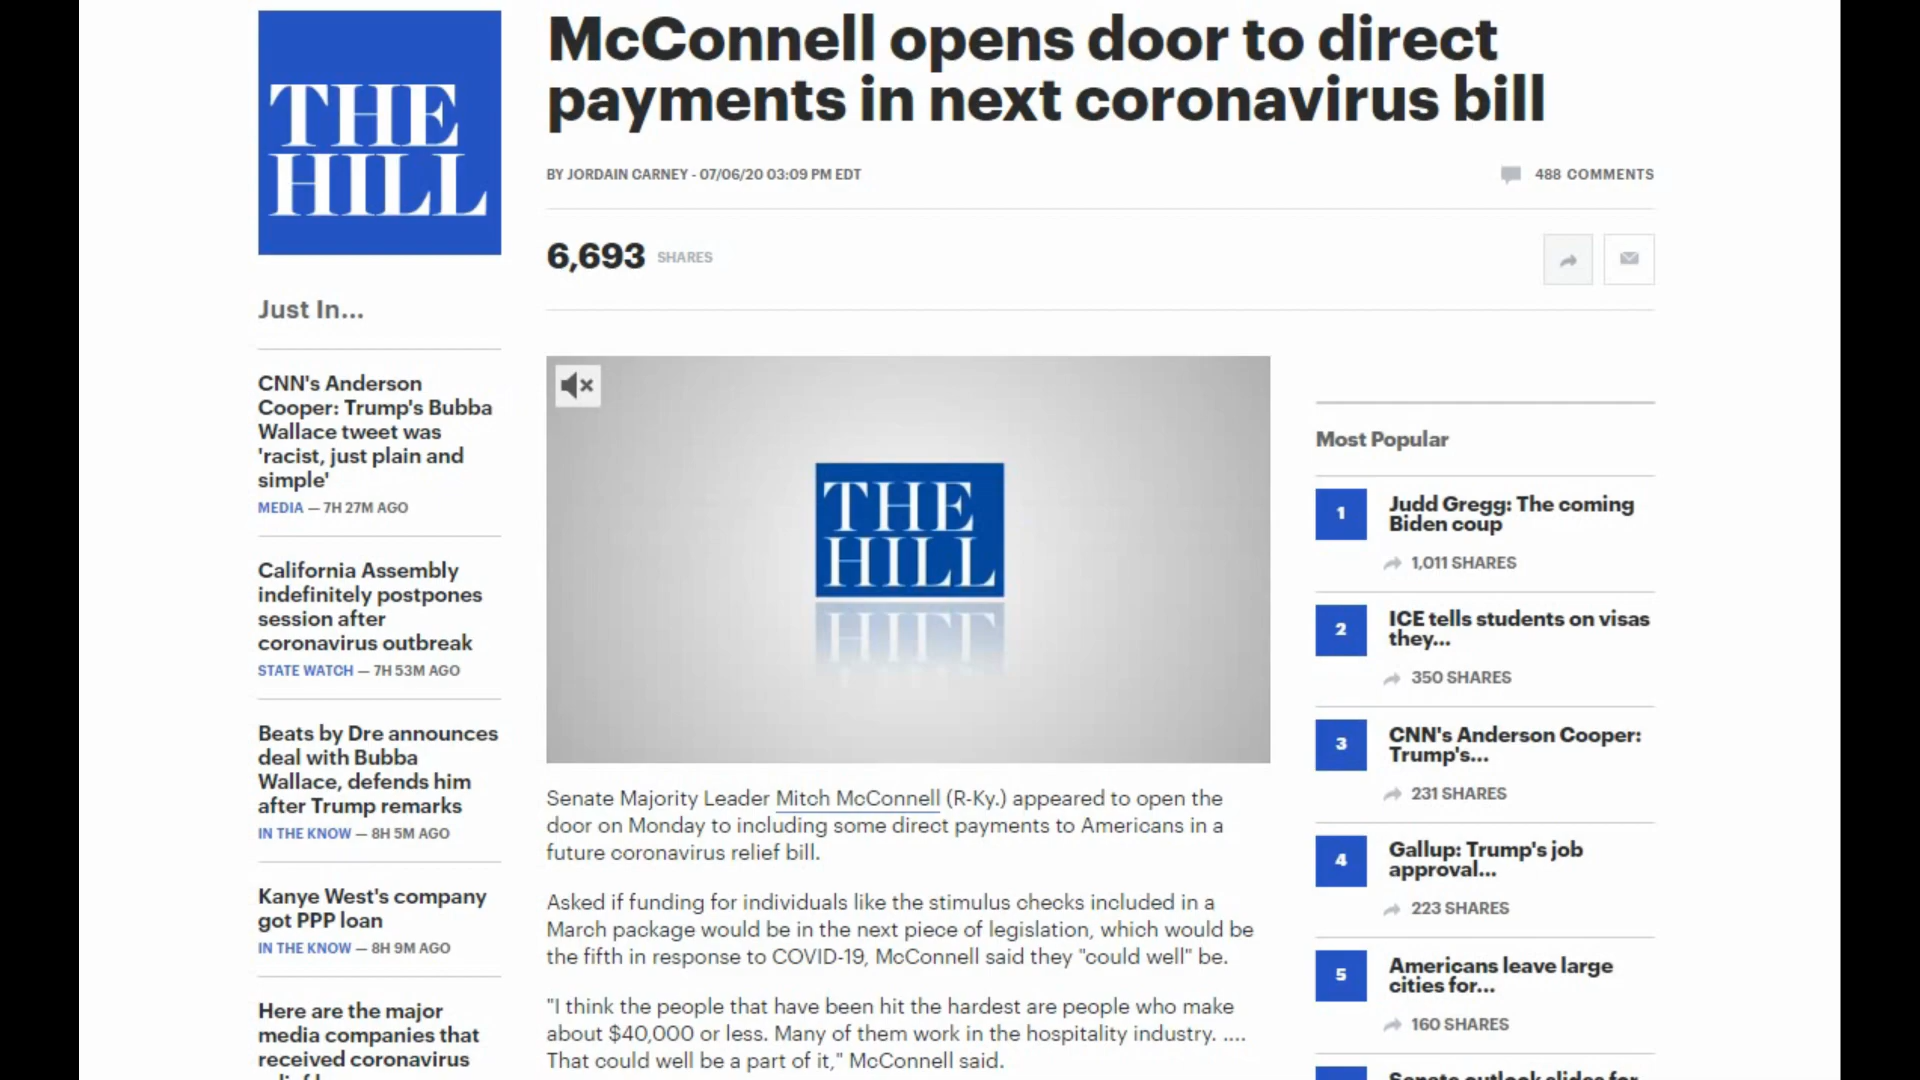 THE
HILL
McConnell opens door to direct
payments in next coronavirus bill
BY JORDAIN CARNEY - 07/06/20 03:09 PM EDT
488 COMMENTS
6,693 SHARES
Just In...
CNN's Anderson
Cooper: Trump's Bubba
Wallace tweet was
'racist, just plain and
simple'
MEDIA — 7H 27M AGO
California Assembly
indefinitely postpones
session after
coronavirus outbreak
STATE WATCH — 7H 53M AGO
Beats by Dre announces
deal with Bubba
Wallace, defends him
after Trump remarks
IN THE KNOW — 8H 5M AGO
Kanye West's company
got PPP loan
IN THE KNOW — 8H 9M AGO
Here are the major
media companies that
received coronavirus
THE
HILL
Senate Majority Leader Mitch McConnell (R-Ky.) appeared to open the
door on Monday to including some direct payments to Americans in a
future coronavirus relief bill.
Asked if funding for individuals like the stimulus checks included in a
March package would be in the next piece of legislation, which would be
the fifth in response to COVID-19, McConnell said they "could well" be.
"I think the people that have been hit the hardest are people who make
about $40,000 or less. Many of them work in the hospitality industry. ....
That could well be a part of it," McConnell said.
Most Popular
1
Judd Gregg: The coming
Biden coup
1,011 SHARES
2
ICE tells students on visas
they...
350 SHARES
3
CNN's Anderson Cooper:
Trump's...
231 SHARES
4
Gallup: Trump's job
approval...
223 SHARES
5
Americans leave large
cities for...
160 SHARES
Senate outlook slides for